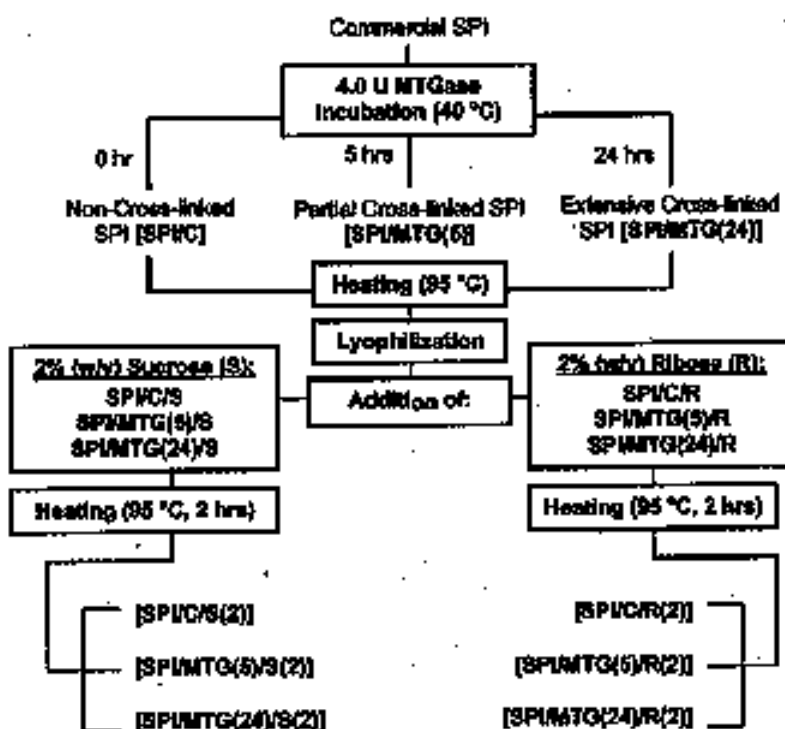 Commercial SPI
4.0 U MTGase
Incubation (40 °C)
0 hr
5 hrs
24 hrs
Non-Cross-linked
SPI [SPI/C]
Partial Cross-linked SPI
[SPI/MTG(5)]
Extensive Cross-linked
SPI [SPI/MTG(24)]
Heating (95 °C)
Lyophilization
Addition of:
2% (w/v) Sucrose (S):
SPI/C/S
SPI/MTG(5)/S
SPI/MTG(24)/S
2% (w/v) Ribose (R):
SPI/C/R
SPI/MTG(5)/R
SPI/MTG(24)/R
Heating (95 °C, 2 hrs)
Heating (95 °C, 2 hrs)
[SPI/C/S(2)]
[SPI/C/R(2)]
[SPI/MTG(5)/S(2)]
[SPI/MTG(5)/R(2)]
[SPI/MTG(24)/S(2)]
[SPI/MTG(24)/R(2)]